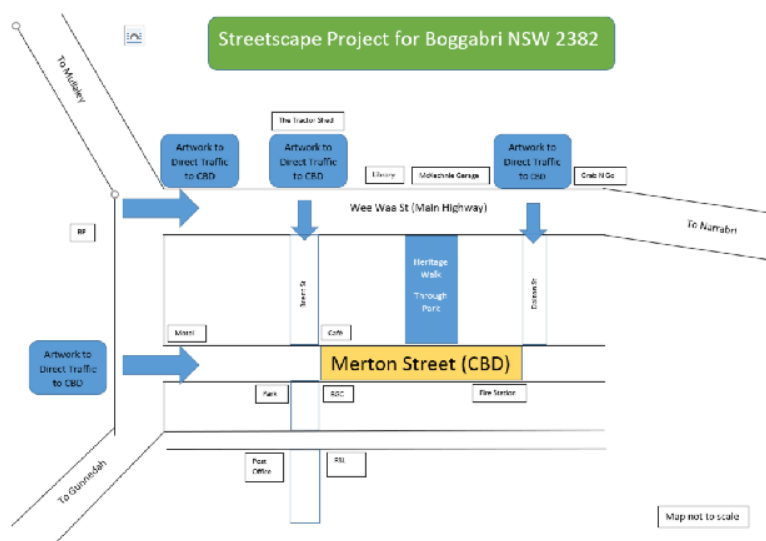 Streetscape Project for Boggabri NSW 2382
To Mullaley
The Tractor Shed
Artwork to
Direct Traffic
to CBD
Artwork to
Direct Traffic
to CBD
Library
McKechnie Garage
Artwork to
Direct Traffic
to CBD
Grab N Go
Wee Waa St (Main Highway)
To Narrabri
BP
Brent St
Heritage
Walk
Through
Park
Dalton St
Motel
Café
Artwork to
Direct Traffic
to CBD
Merton Street (CBD)
Park
Fire Station
Post
Office
RSL
To Gunnedah
Map not to scale